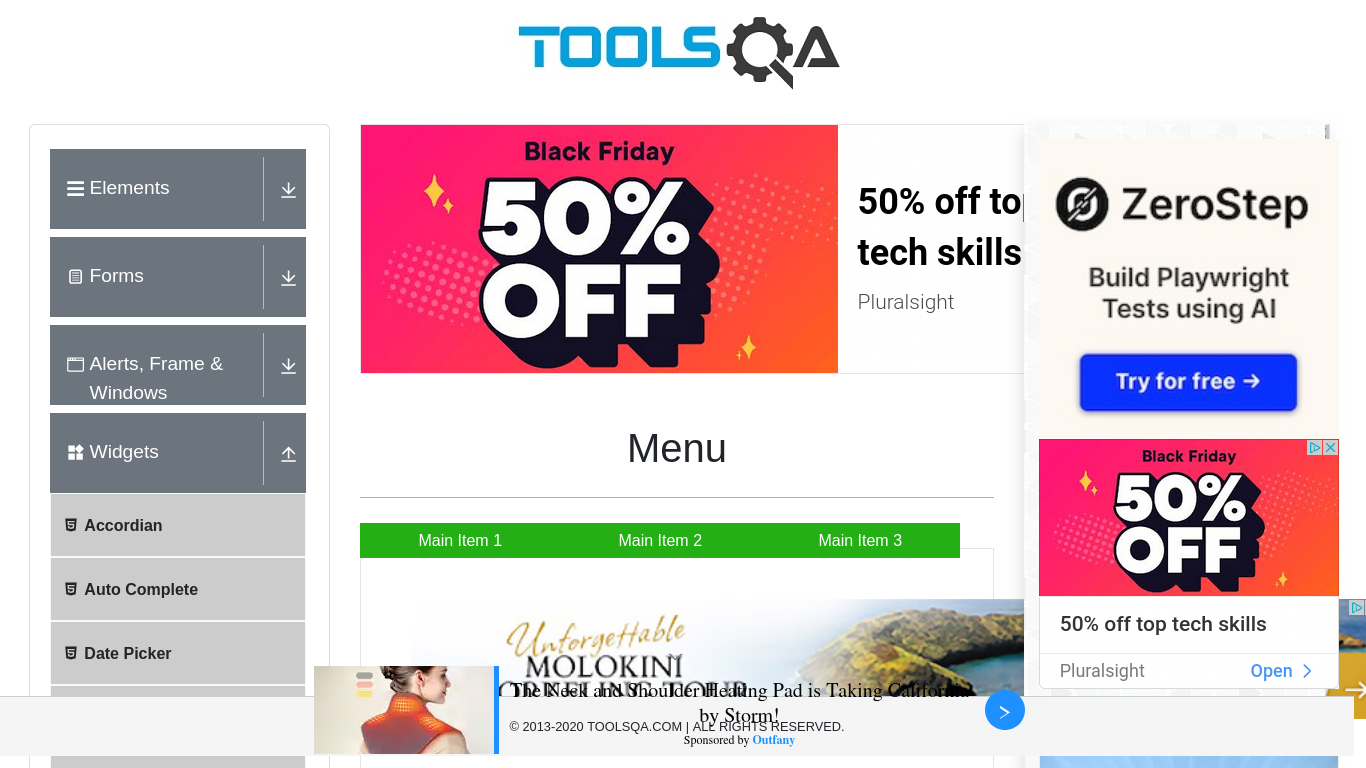 TOOLSQA
Elements
Forms
Alerts, Frame &
Windows
Widgets
Accordian
Auto Complete
Date Picker
Black Friday
50%
OFF
50% off top
tech skills
Pluralsight
Menu
Main Item 1
Main Item 2
Main Item 3
Unforgettable
MOLOKINI
ZeroStep
Build Playwright
Tests using AI
Try for free →
Black Friday
50%
OFF
50% off top tech skills
Pluralsight
Open
The Neck and Shoulder Heating Pad is Taking California
by Storm!
© 2013-2020 TOOLSQA.COM | ALL RIGHTS RESERVED.
Sponsored by Outfany